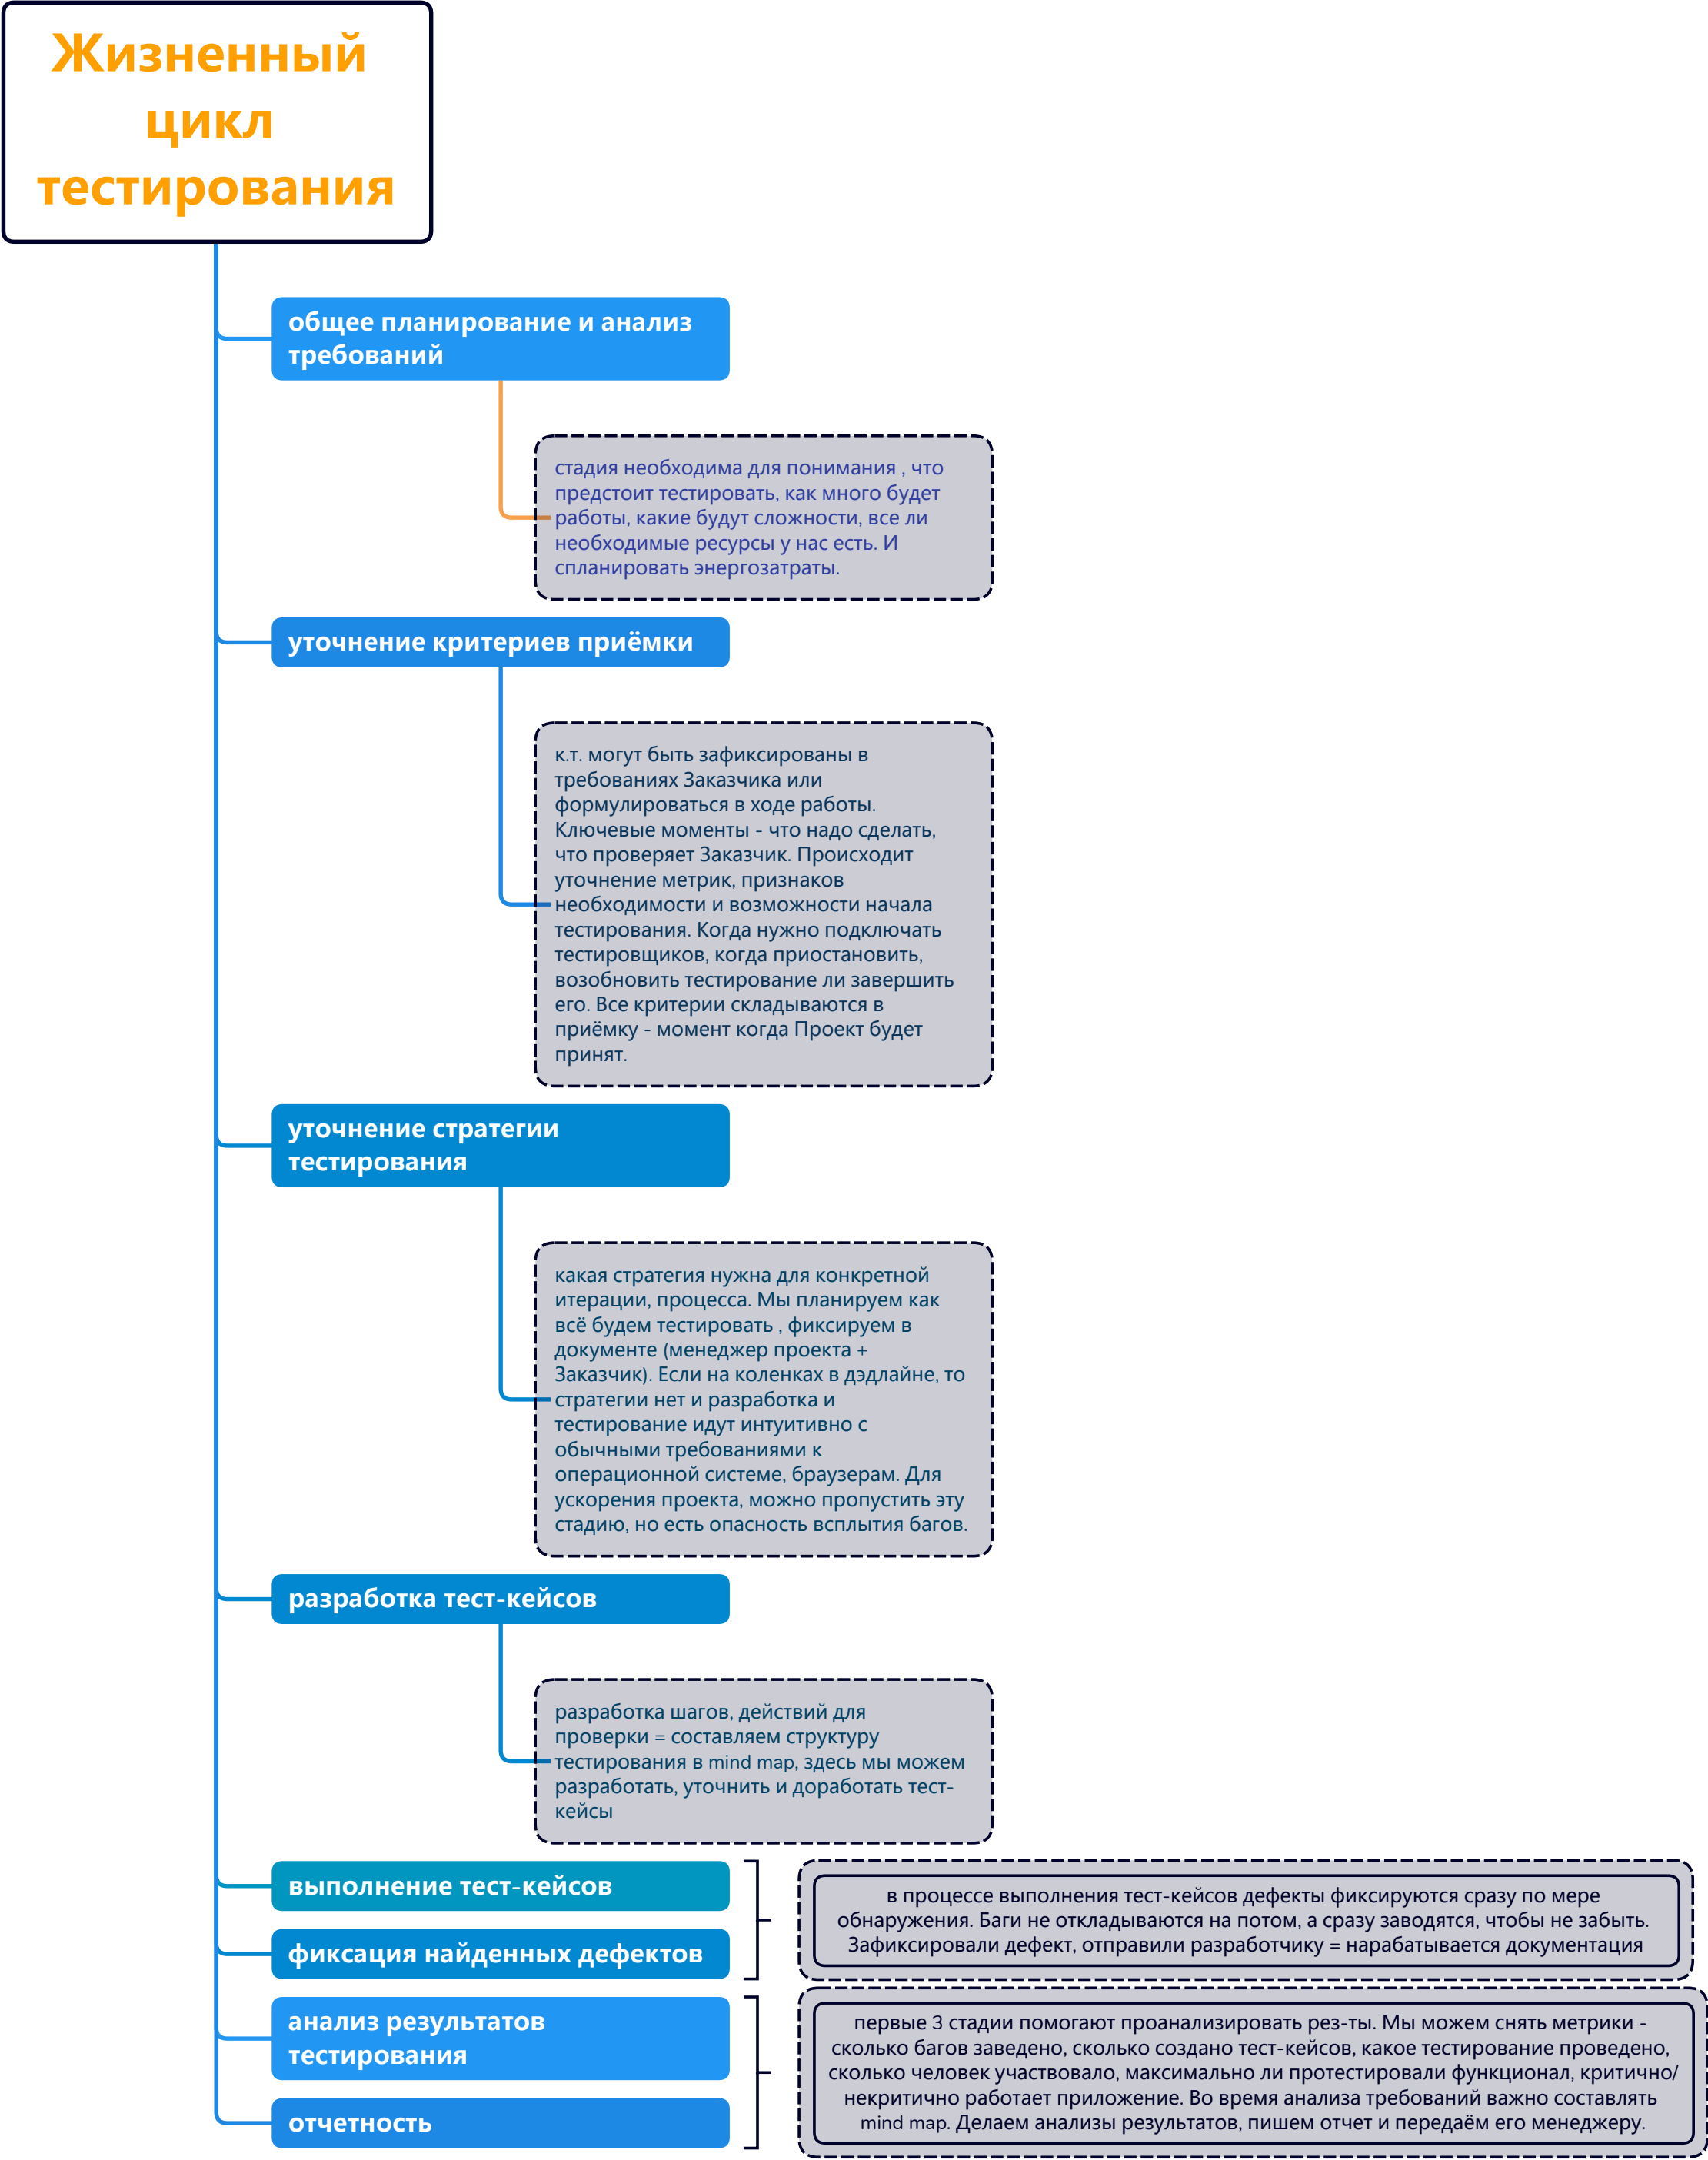 Жизненный
цикл
тестирования
общее планирование и анализ
требований
стадия необходима для понимания , что
предстоит тестировать, как много будет
работы, какие будут сложности, все ли
необходимые ресурсы у нас есть. И
спланировать энергозатраты.
уточнение критериев приёмки
к.т. могут быть зафиксированы в
требованиях Заказчика или
формулироваться в ходе работы.
Ключевые моменты - что надо сделать,
что проверяет Заказчик. Происходит
уточнение метрик, признаков
необходимости и возможности начала
тестирования. Когда нужно подключать
тестировщиков, когда приостановить,
возобновить тестирование ли завершить
его. Все критерии складываются в
приёмку - момент когда Проект будет
принят.
уточнение стратегии
тестирования
какая стратегия нужна для конкретной
итерации, процесса. Мы планируем как
всё будем тестировать , фиксируем в
документе (менеджер проекта +
Заказчик). Если на коленках в дэдлайне, то
стратегии нет и разработка и
тестирование идут интуитивно с
обычными требованиями к
операционной системе, браузерам. Для
ускорения проекта, можно пропустить эту
стадию, но есть опасность всплытия багов.
разработка тест-кейсов
разработка шагов, действий для
проверки = составляем структуру
тестирования в mind map, здесь мы можем
разработать, уточнить и доработать тест-
кейсы
выполнение тест-кейсов
фиксация найденных дефектов
в процессе выполнения тест-кейсов дефекты фиксируются сразу по мере
обнаружения. Баги не откладываются на потом, а сразу заводятся, чтобы не забыть.
Зафиксировали дефект, отправили разработчику = нарабатывается документация
анализ результатов
тестирования
отчетность
первые 3 стадии помогают проанализировать рез-ты. Мы можем снять метрики -
сколько багов заведено, сколько создано тест-кейсов, какое тестирование проведено,
сколько человек участвовало, максимально ли протестировали функционал, критично/
некритично работает приложение. Во время анализа требований важно составлять
mind map. Делаем анализы результатов, пишем отчет и передаём его менеджеру.